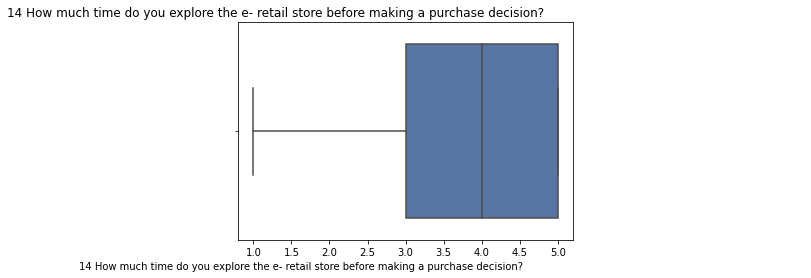 14 How much time do you explore the e- retail store before making a purchase decision?
1.0 1.5 2.0 2.5 3.0 3.5 4.0 4.5 5.0
14 How much time do you explore the e- retail store before making a purchase decision?